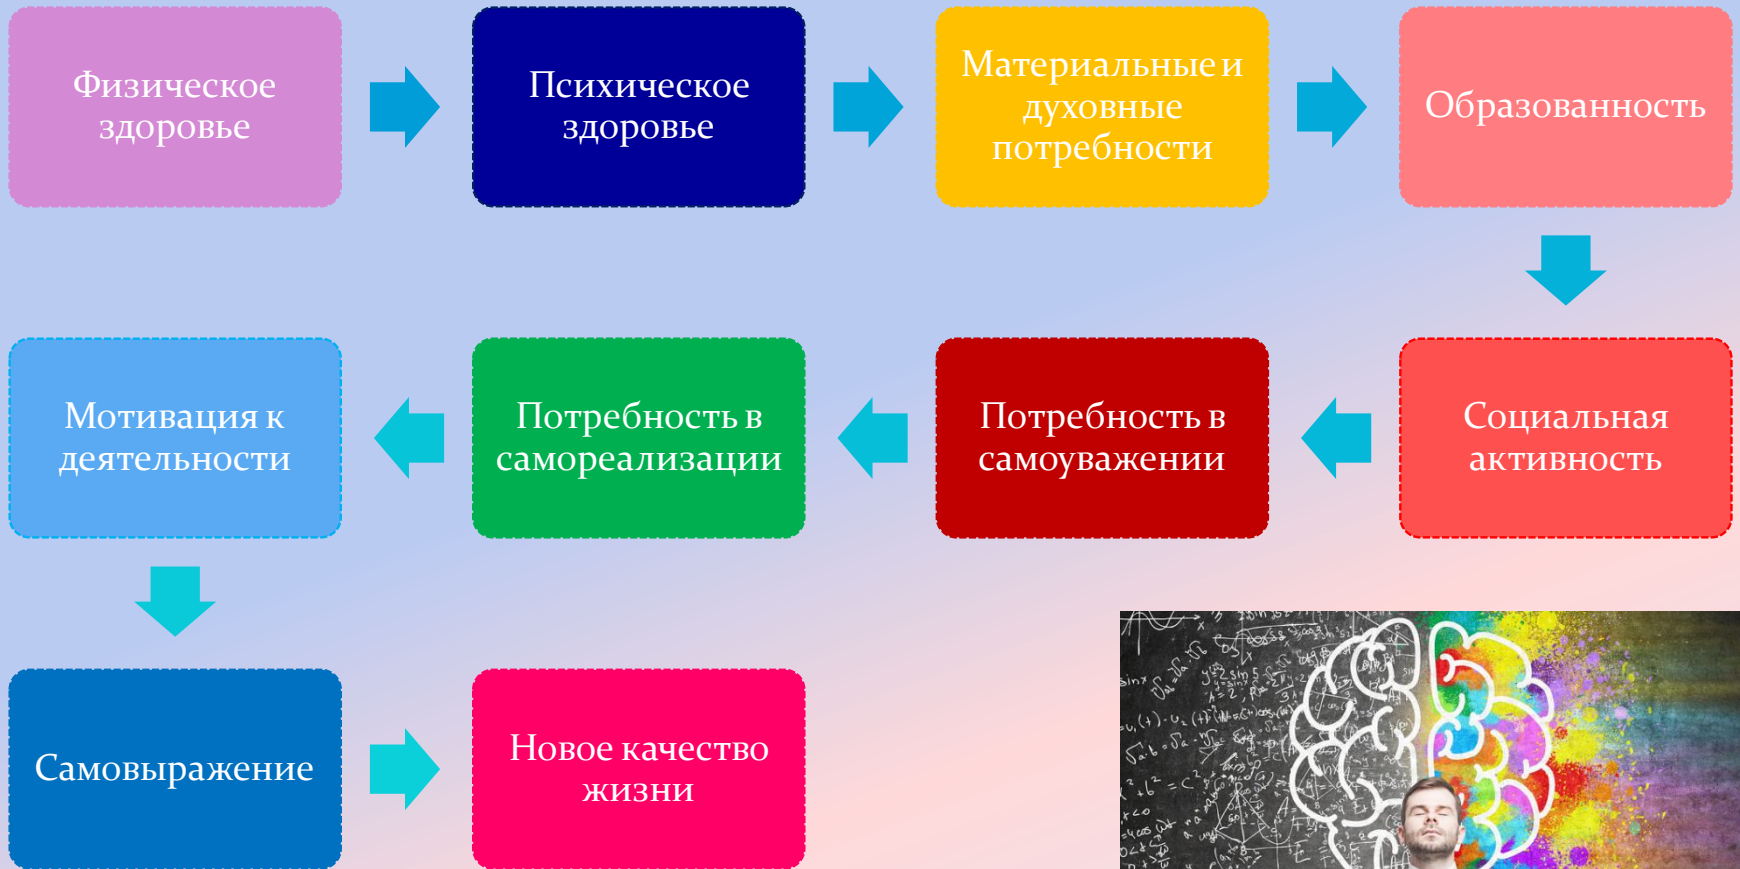 Физическое
здоровье
Психическое
здоровье
Материальные и
духовные
потребности
Образованность
Социальная
активность
Потребность в
самоуважении
Потребность в
самореализации
Мотивация к
деятельности
Самовыражение
Новое качество
жизни